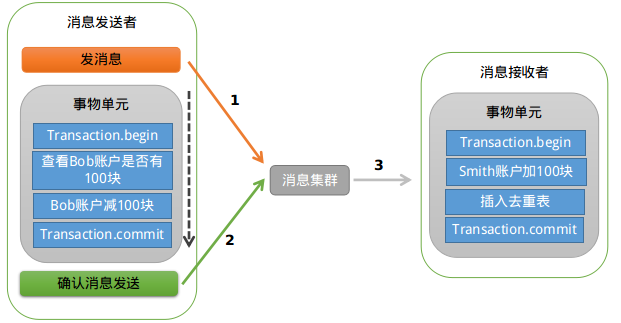 消息发送者
发消息
事物单元
Transaction.begin
查看Bob账户是否有
100块
Bob账户减100块
Transaction.commit
确认消息发送
1
2
消息集群
3
消息接收者
事物单元
Transaction.begin
Smith账户加100块
插入去重表
Transaction.commit